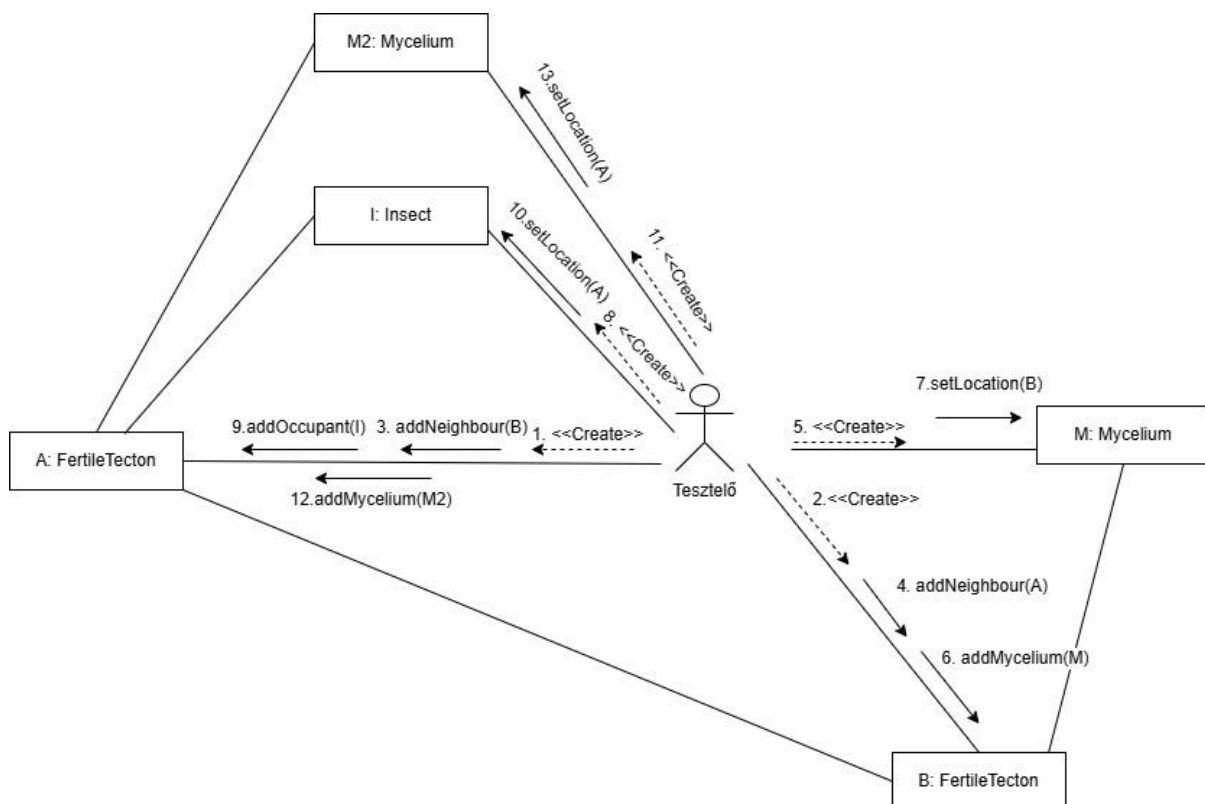 M2: Mycelium
13.setLocation(A)
I: Insect
10.setLocation(A)
11. <<Create>>
8. <<Create>>
7.setLocation(B)
9.addOccupant(I)
3. addNeighbour(B)
1. <<Create>>
5. <<Create>>
M: Mycelium
A: FertileTecton
12.addMycelium(M2)
Tesztelő
2.<<Create>>
4. addNeighbour(A)
6. addMycelium(M)
B: FertileTecton